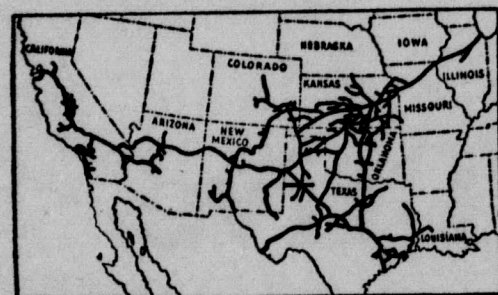 NEBRASKA
IOWA
CALIFORNIA
COLORADO
KANSAS
ILLINOIS
MISSOURI
ARIZONA
NEW
MEXICO
OKLAHOMA
TEXAS
LOUISIANA